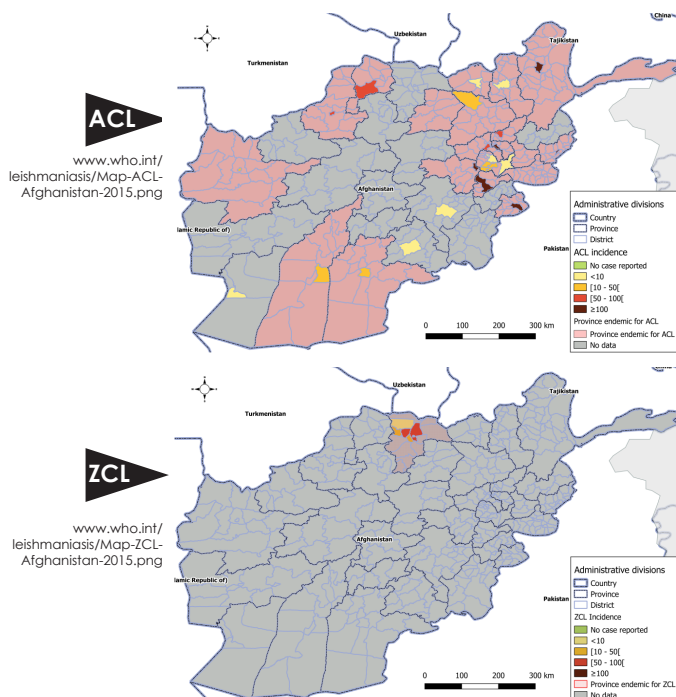 China
Uzbekistan
Tajikistan
Turkmenistan
ACL
www.who.int/
leishmaniasis/Map-ACL-
Afghanistan-2015.png
Afghanistan
lamic Republic of)
Pakistan
Administrative divisions
Country
Province
District
ACL incidence
No case reported
<10
[10 - 50[
[50 - 100[
≥100
Province endemic for ACL
Province endemic for ACL
No data
0 100 200 300 km
Uzbekistan
Tajikistan
Turkmenistan
ZCL
www.who.int/
leishmaniasis/Map-ZCL-
Afghanistan-2015.png
Afghanistan
lamic Republic of)
Pakistan
Administrative divisions
Country
Province
District
ZCL Incidence
No case reported
<10
[10 - 50[
[50 - 100[
≥100
Province endemic for ZCL
No data
0 100 200 300 km